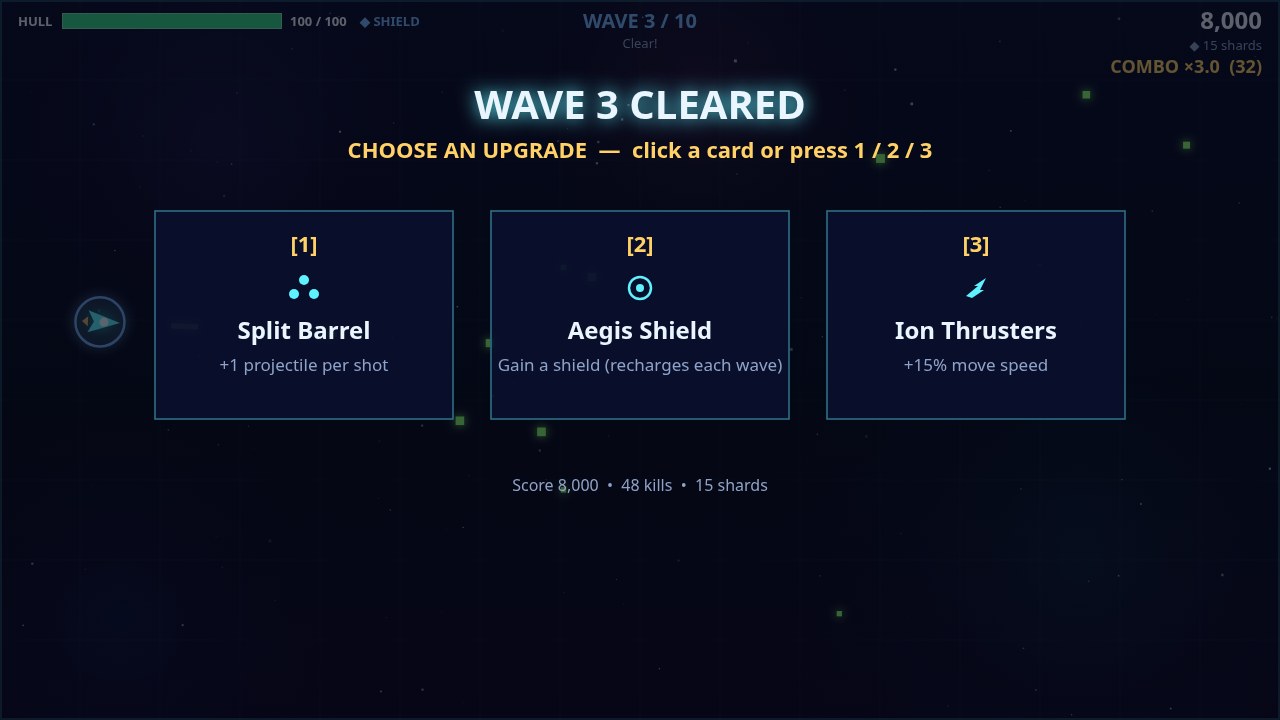 HULL 100 / 100 ◆ SHIELD
WAVE 3 / 10
Clear!
8,000
◆ 15 shards
COMBO ×3.0 (32)
WAVE 3 CLEARED
CHOOSE AN UPGRADE — click a card or press 1 / 2 / 3
[1]
Split Barrel
+1 projectile per shot
[2]
Aegis Shield
Gain a shield (recharges each wave)
[3]
Ion Thrusters
+15% move speed
Score 8,000 • 48 kills • 15 shards